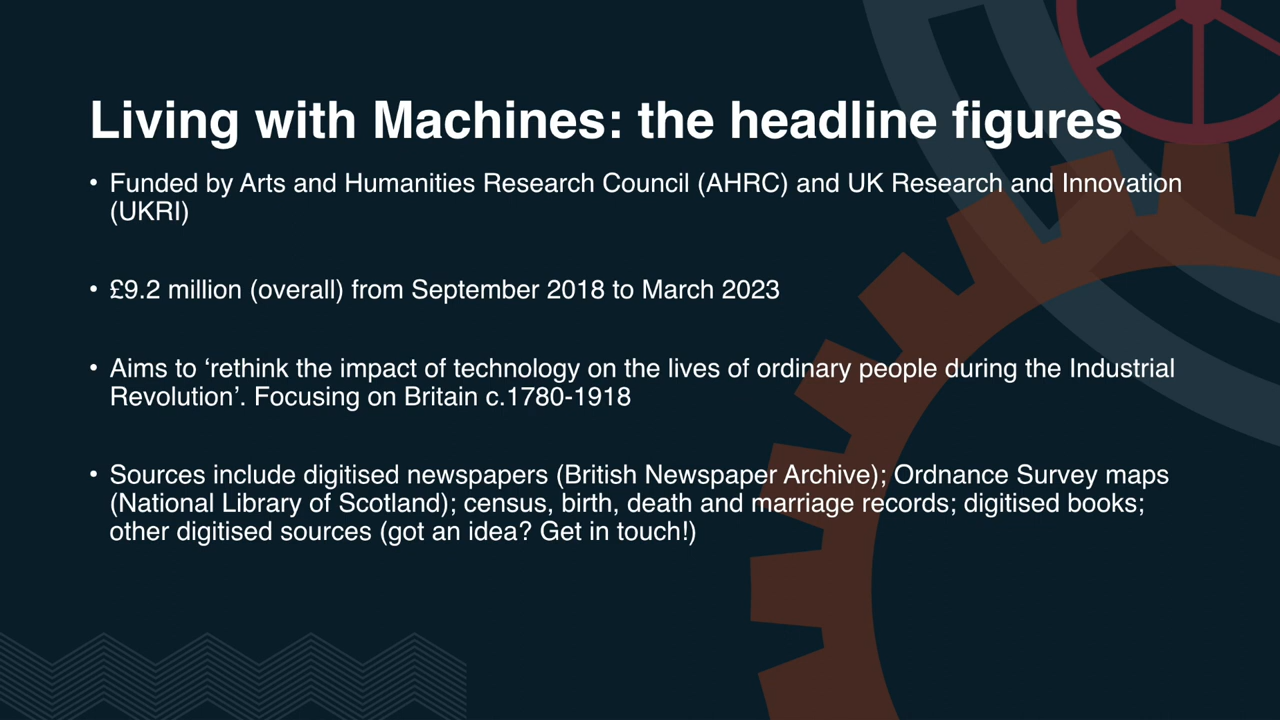 Living with Machines: the headline figures
• Funded by Arts and Humanities Research Council (AHRC) and UK Research and Innovation
(UKRI)
• £9.2 million (overall) from September 2018 to March 2023
• Aims to ‘rethink the impact of technology on the lives of ordinary people during the Industrial
Revolution’. Focusing on Britain c.1780-1918
• Sources include digitised newspapers (British Newspaper Archive); Ordnance Survey maps
(National Library of Scotland); census, birth, death and marriage records; digitised books;
other digitised sources (got an idea? Get in touch!)